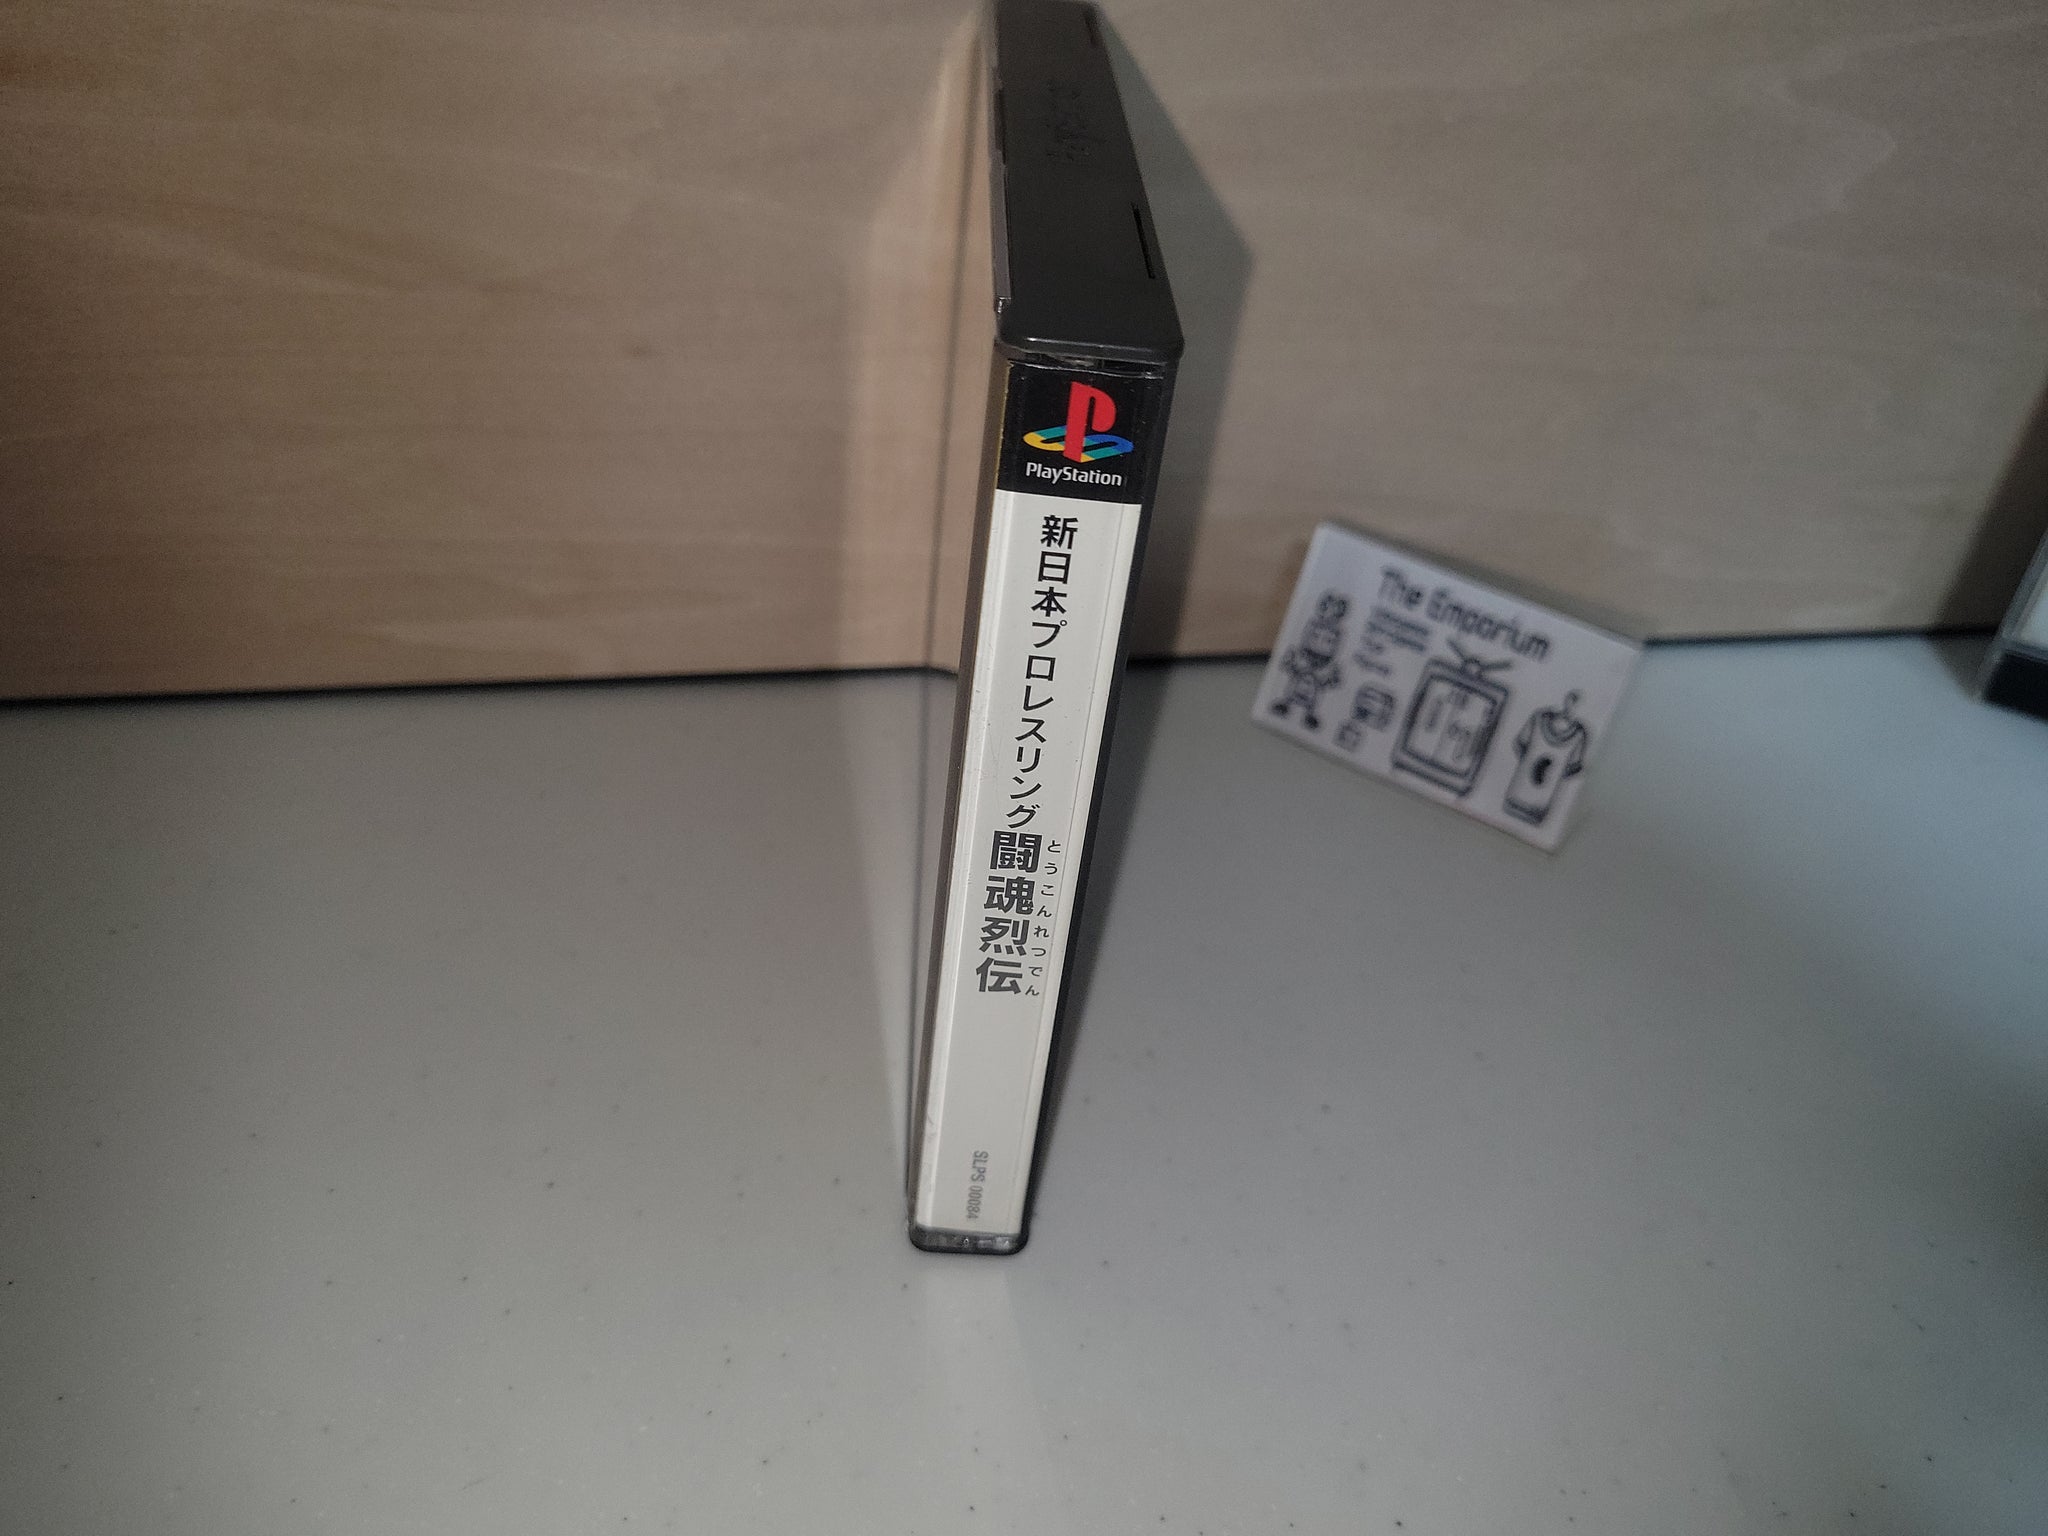 PlayStation
新日本プロレスリング
闘魂烈伝
とうこんれつでん
SLPS 00084
The Emporium